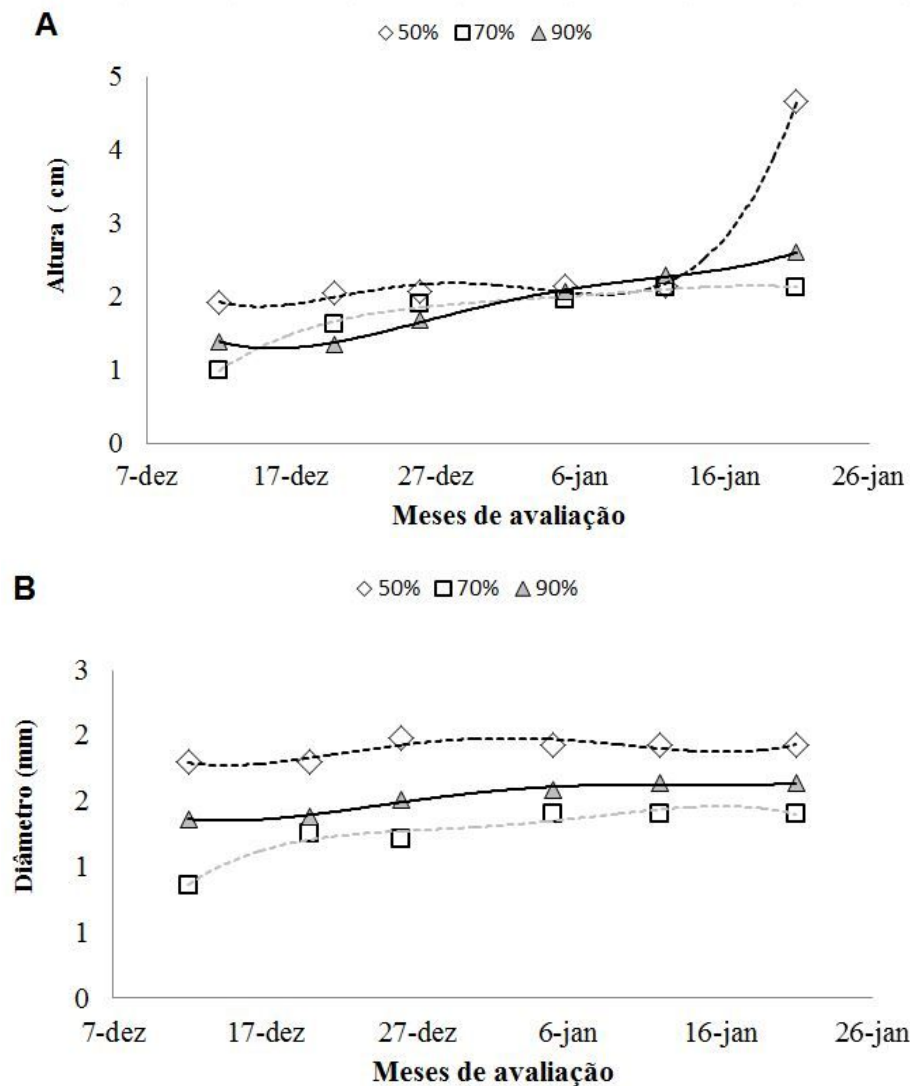 A
50% 70% 90%
5
4
3
2
1
0
Altura ( cm)
7-dez 17-dez 27-dez 6-jan 16-jan 26-jan
Meses de avaliação
B
50% 70% 90%
3
2
2
1
1
0
Diâmetro (mm)
7-dez 17-dez 27-dez 6-jan 16-jan 26-jan
Meses de avaliação